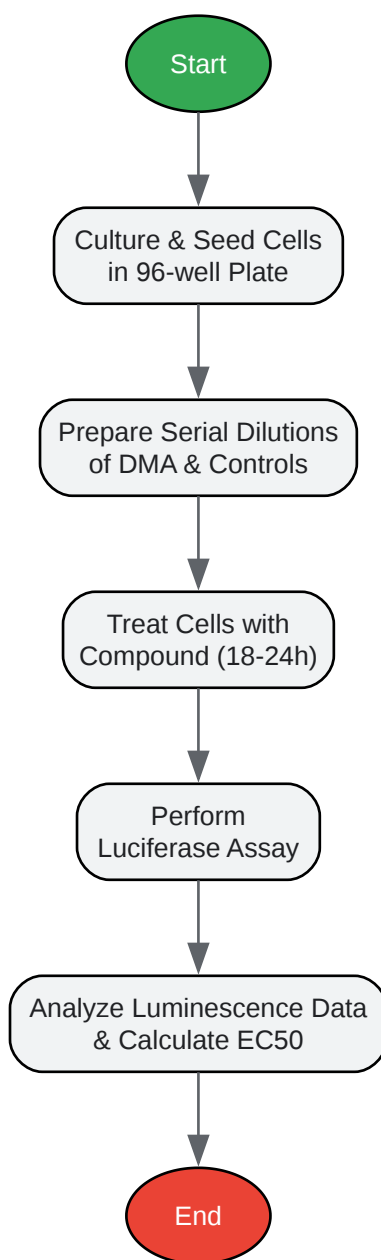 Start
Culture & Seed Cells
in 96-well Plate
Prepare Serial Dilutions
of DMA & Controls
Treat Cells with
Compound (18-24h)
Perform
Luciferase Assay
Analyze Luminescence Data
& Calculate EC50
End